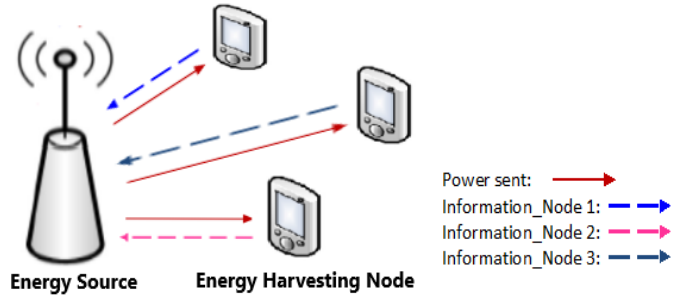 Power sent:
Information_Node 1:
Information_Node 2:
Information_Node 3:
Energy Source
Energy Harvesting Node